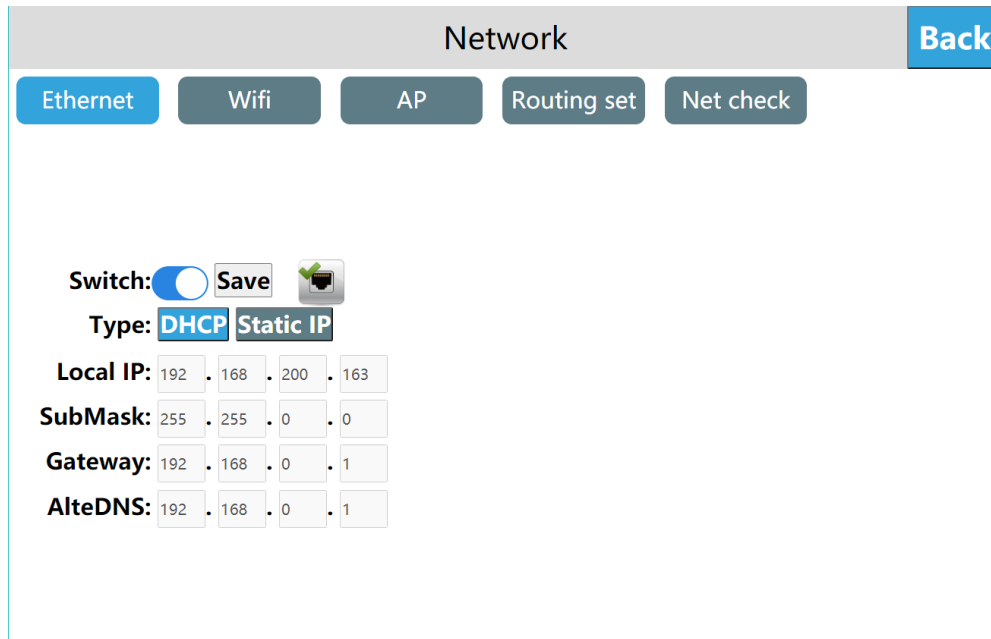 Network
Back
Ethernet Wifi AP Routing set Net check
Switch: Save
Type: DHCP Static IP
Local IP: 192 . 168 . 200 . 163
SubMask: 255 . 255 . 0 . 0
Gateway: 192 . 168 . 0 . 1
AlteDNS: 192 . 168 . 0 . 1